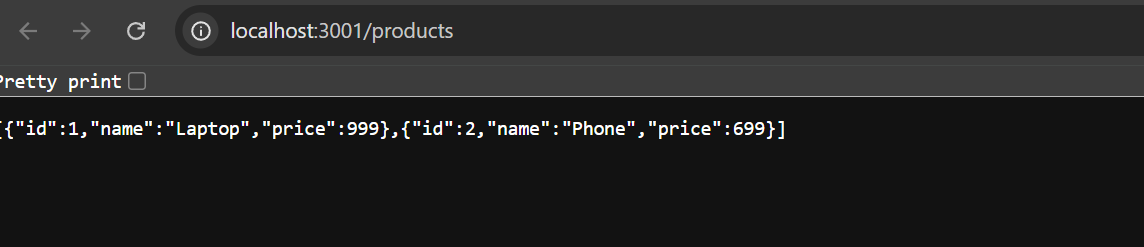 localhost:3001/products
Pretty print
[{"id":1,"name":"Laptop","price":999},{"id":2,"name":"Phone","price":699}]